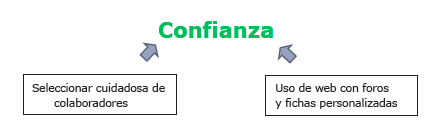 Confianza
Seleccionar cuidadosa de
colaboradores
Uso de web con foros
y fichas personalizadas